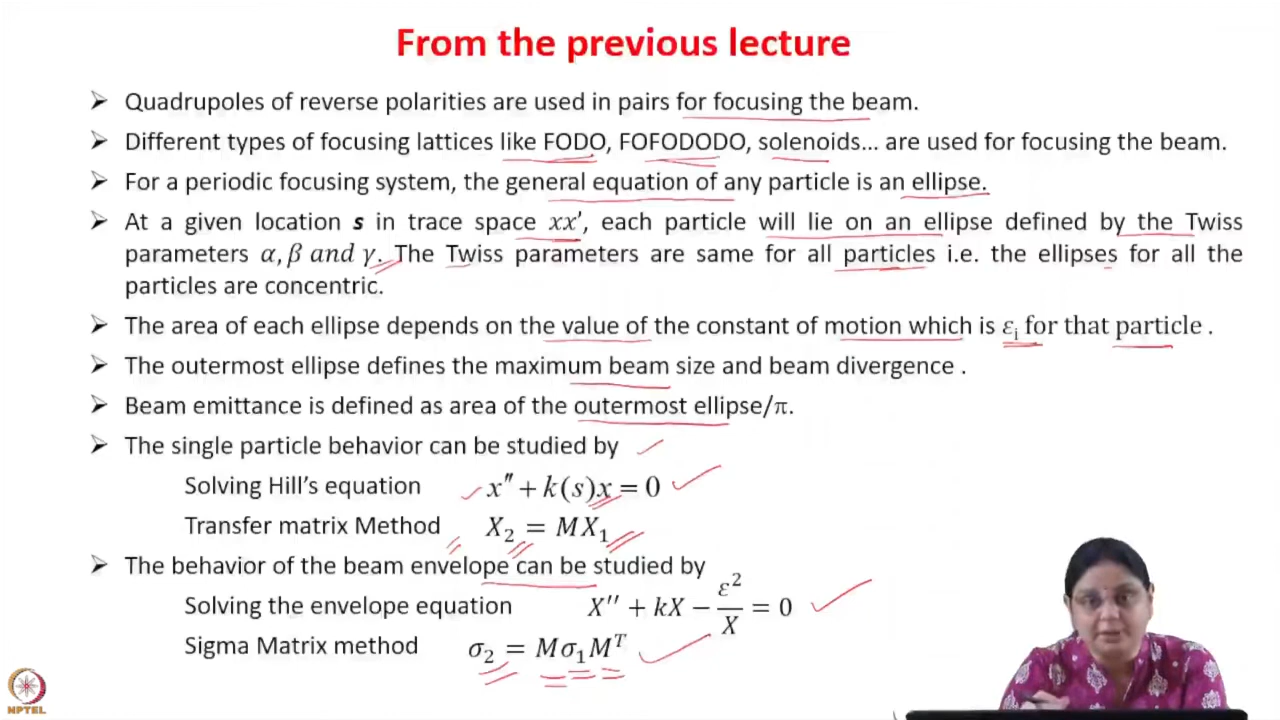 From the previous lecture
➢ Quadrupoles of reverse polarities are used in pairs for focusing the beam.
➢ Different types of focusing lattices like FODO, FOFODODO, solenoids... are used for focusing the beam.
➢ For a periodic focusing system, the general equation of any particle is an ellipse.
➢ At a given location s in trace space xx′, each particle will lie on an ellipse defined by the Twiss
parameters α, β and γ. The Twiss parameters are same for all particles i.e. the ellipses for all the
particles are concentric.
➢ The area of each ellipse depends on the value of the constant of motion which is εᵢ for that particle .
➢ The outermost ellipse defines the maximum beam size and beam divergence .
➢ Beam emittance is defined as area of the outermost ellipse/π.
➢ The single particle behavior can be studied by
Solving Hill's equation x″ + k(s)x = 0
Transfer matrix Method X₂ = MX₁
➢ The behavior of the beam envelope can be studied by
Solving the envelope equation X′′ + kX − ε²/X = 0
Sigma Matrix method σ₂ = Mσ₁Mᵀ
NPTEL